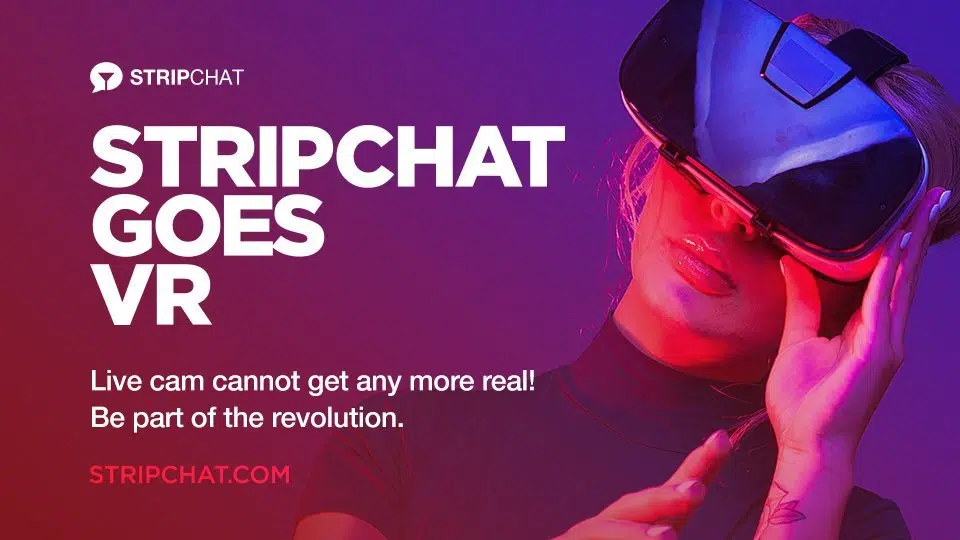 STRIPCHAT
STRIPCHAT
GOES
VR
Live cam cannot get any more real!
Be part of the revolution.
STRIPCHAT.COM